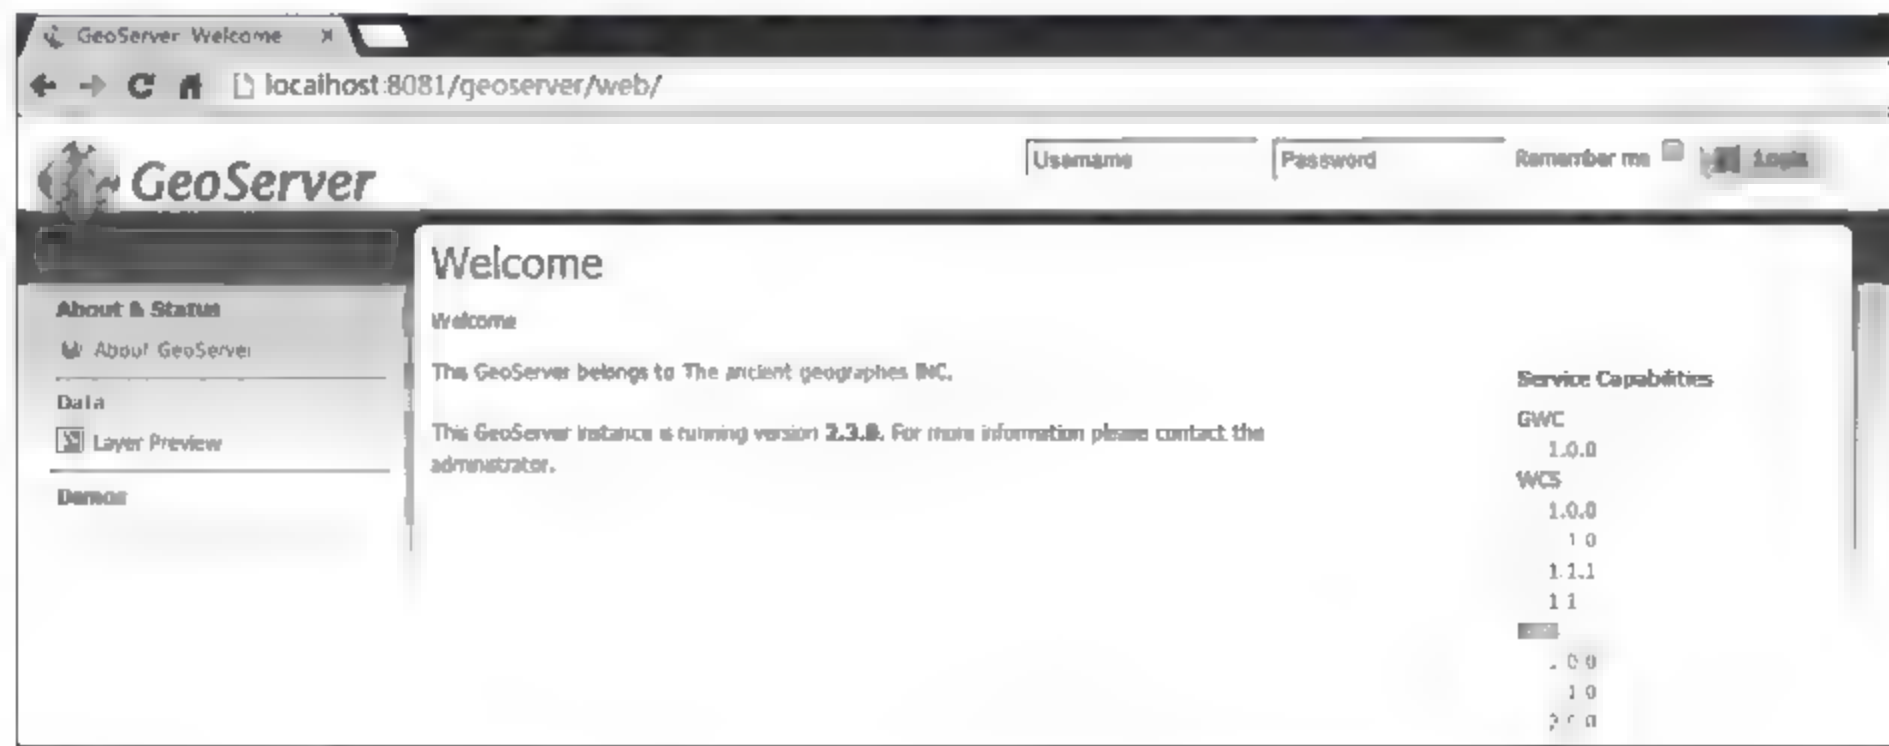 GeoServer Welcome x
localhost:8081/geoserver/web/
GeoServer
Username Password Remember me Login
Welcome
About & Status
Welcome
About GeoServer
This GeoServer belongs to The ancient geographes INC.
Service Capabilities
Data
GWC
This GeoServer instance is running version 2.3.0. For more information please contact the
administrator.
Layer Preview
1.0.0
WCS
Demos
1.0.0
1.1.1